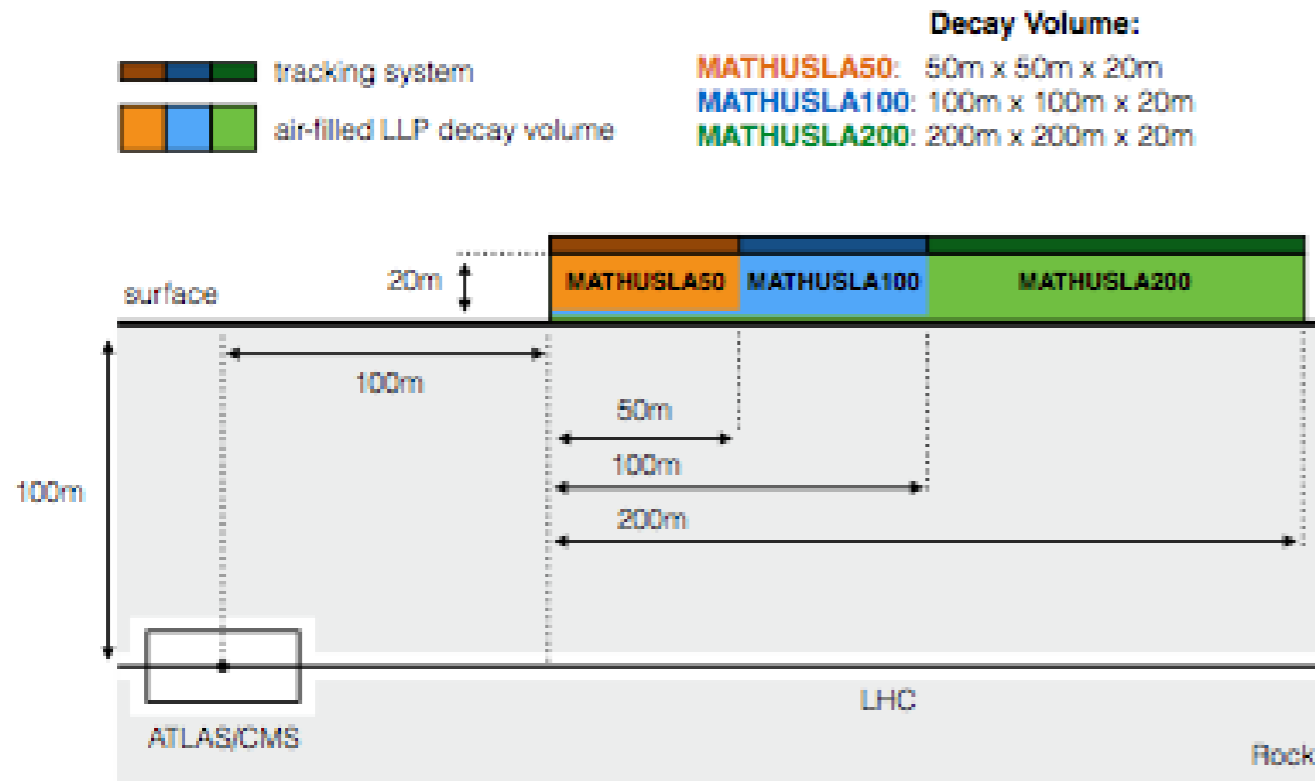 Decay Volume:
tracking system
MATHUSLA50: 50m x 50m x 20m
MATHUSLA100: 100m x 100m x 20m
air-filled LLP decay volume
MATHUSLA200: 200m x 200m x 20m
20m
MATHUSLA50
MATHUSLA100
MATHUSLA200
surface
100m
50m
100m
100m
200m
LHC
ATLAS/CMS
Rock